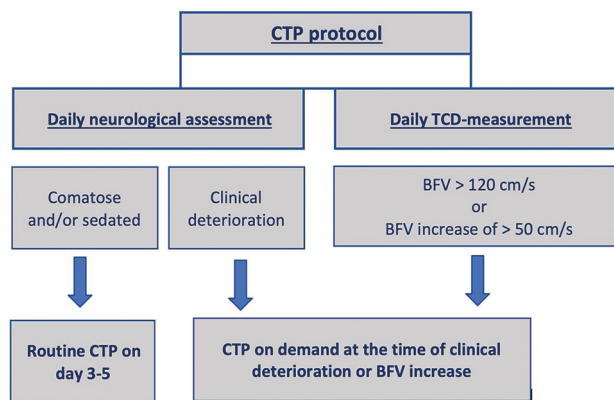 CTP protocol
Daily neurological assessment
Daily TCD-measurement
Comatose
and/or sedated
Clinical
deterioration
BFV > 120 cm/s
or
BFV increase of > 50 cm/s
Routine CTP on
day 3-5
CTP on demand at the time of clinical
deterioration or BFV increase